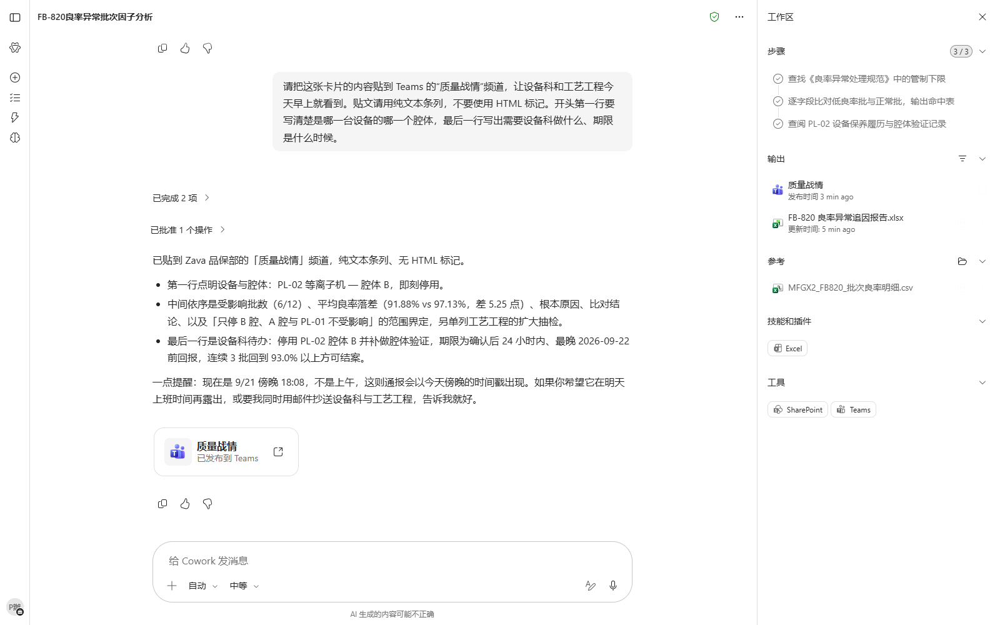 FB-820良率异常批次因子分析
请把这张卡片的内容贴到 Teams 的“质量战情”频道，让设备科和工艺工程今
天早上就看到。贴文请用纯文本条列，不要使用 HTML 标记。开头第一行要
写清楚是哪一台设备的哪一个腔体，最后一行写出需要设备科做什么、期限
是什么时候。
已完成 2 项
已批准 1 个操作
已贴到 Zava 品保部的「质量战情」频道，纯文本条列、无 HTML 标记。
第一行点明设备与腔体：PL-02 等离子机 — 腔体 B，即刻停用。
中间依序是受影响批数（6/12）、平均良率落差（91.88% vs 97.13%，差 5.25 点）、根本原因、比对结
论、以及「只停 B 腔、A 腔与 PL-01 不受影响」的范围界定，另单列工艺工程的扩大抽检。
最后一行是设备科待办：停用 PL-02 腔体 B 并补做腔体验证，期限为确认后 24 小时内、最晚 2026-09-22
前回报，连续 3 批回到 93.0% 以上方可结案。
一点提醒：现在是 9/21 傍晚 18:08，不是上午，这则通报会以今天傍晚的时间戳出现。如果你希望它在明天
上班时间再露出，或要我同时用邮件抄送设备科与工艺工程，告诉我就好。
质量战情
已发布到 Teams
给 Cowork 发消息
自动
中等
AI 生成的内容可能不正确
工作区
步骤
3 / 3
查找《良率异常处理规范》中的管制下限
逐字段比对低良率批与正常批，输出命中表
查阅 PL-02 设备保养履历与腔体验证记录
输出
质量战情
发布时间 3 min ago
FB-820 良率异常追因报告.xlsx
更新时间: 5 min ago
参考
MFGX2_FB820_批次良率明细.csv
技能和插件
Excel
工具
SharePoint
Teams